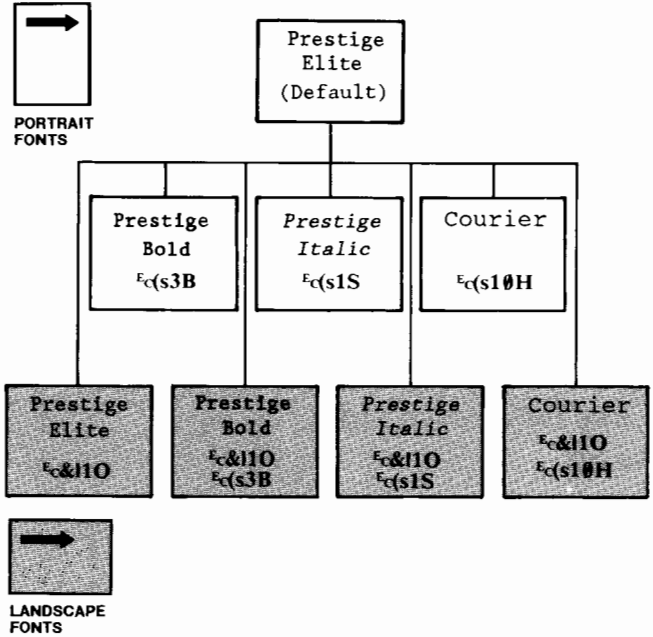 Prestige
Elite
(Default)
PORTRAIT
FONTS
Prestige
Bold
EC(s3B
Prestige
Italic
EC(s1S
Courier
EC(s10H
Prestige
Elite
EC&l1O
Prestige
Bold
EC&l1O
EC(s3B
Prestige
Italic
EC&l1O
EC(s1S
Courier
EC&l1O
EC(s10H
LANDSCAPE
FONTS